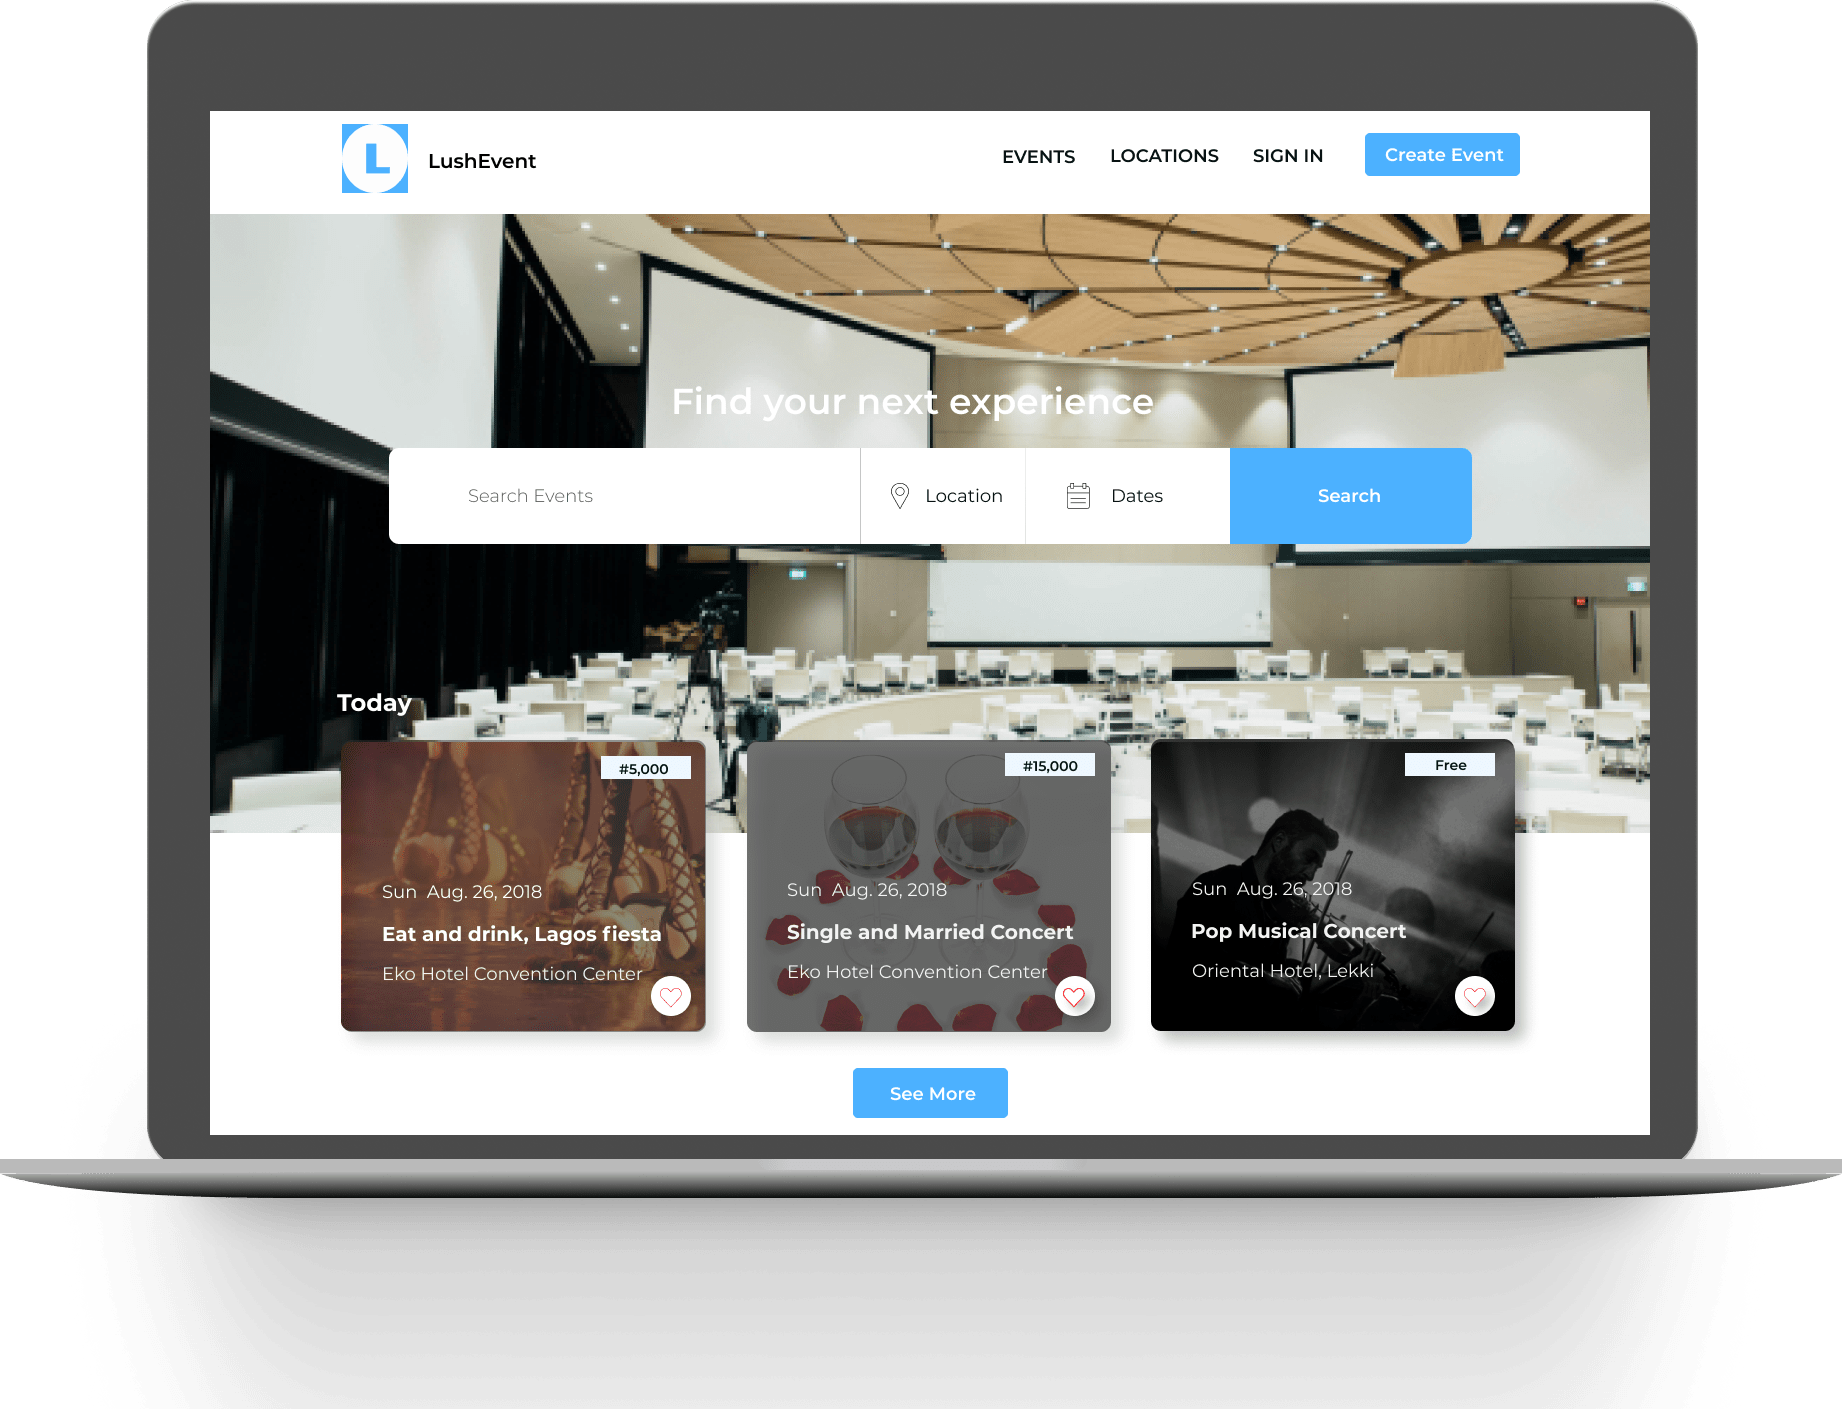 L LushEvent EVENTS LOCATIONS SIGN IN Create Event
Find your next experience
Search Events Location Dates Search
Today
#5,000
Sun Aug. 26, 2018
Eat and drink, Lagos fiesta
Eko Hotel Convention Center
#15,000
Sun Aug. 26, 2018
Single and Married Concert
Eko Hotel Convention Center
Free
Sun Aug. 26, 2018
Pop Musical Concert
Oriental Hotel, Lekki
See More